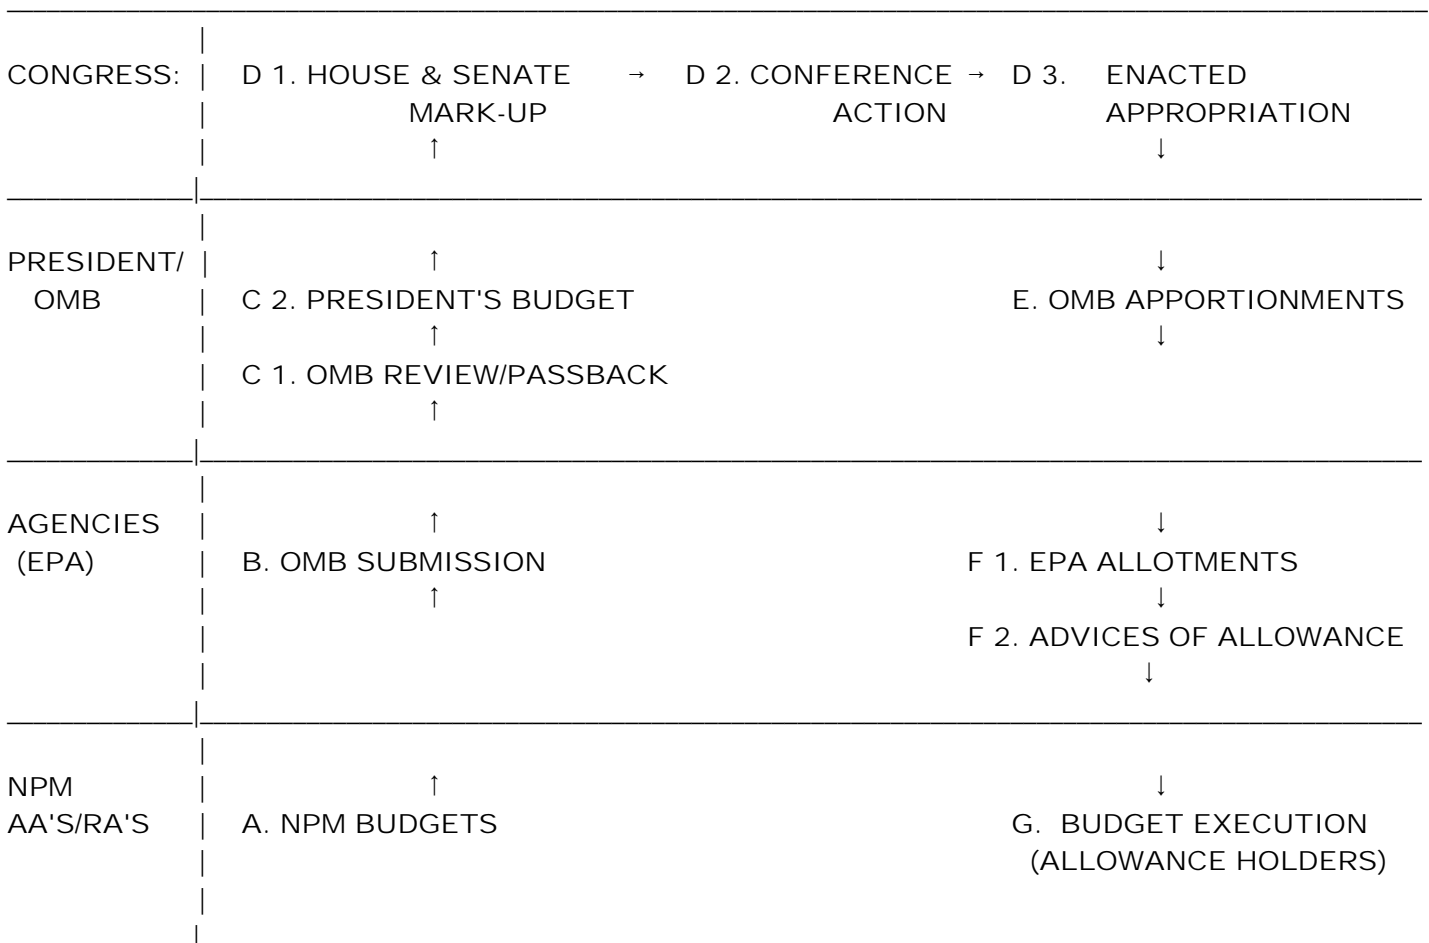 CONGRESS: D 1. HOUSE & SENATE → D 2. CONFERENCE → D 3. ENACTED
MARK-UP ACTION APPROPRIATION
↑ ↓
PRESIDENT/ ↑ ↓
OMB C 2. PRESIDENT'S BUDGET E. OMB APPORTIONMENTS
↑ ↓
C 1. OMB REVIEW/PASSBACK
↑
AGENCIES ↑ ↓
(EPA) B. OMB SUBMISSION F 1. EPA ALLOTMENTS
↑ ↓
F 2. ADVICES OF ALLOWANCE
↓
NPM ↑ ↓
AA'S/RA'S A. NPM BUDGETS G. BUDGET EXECUTION
(ALLOWANCE HOLDERS)